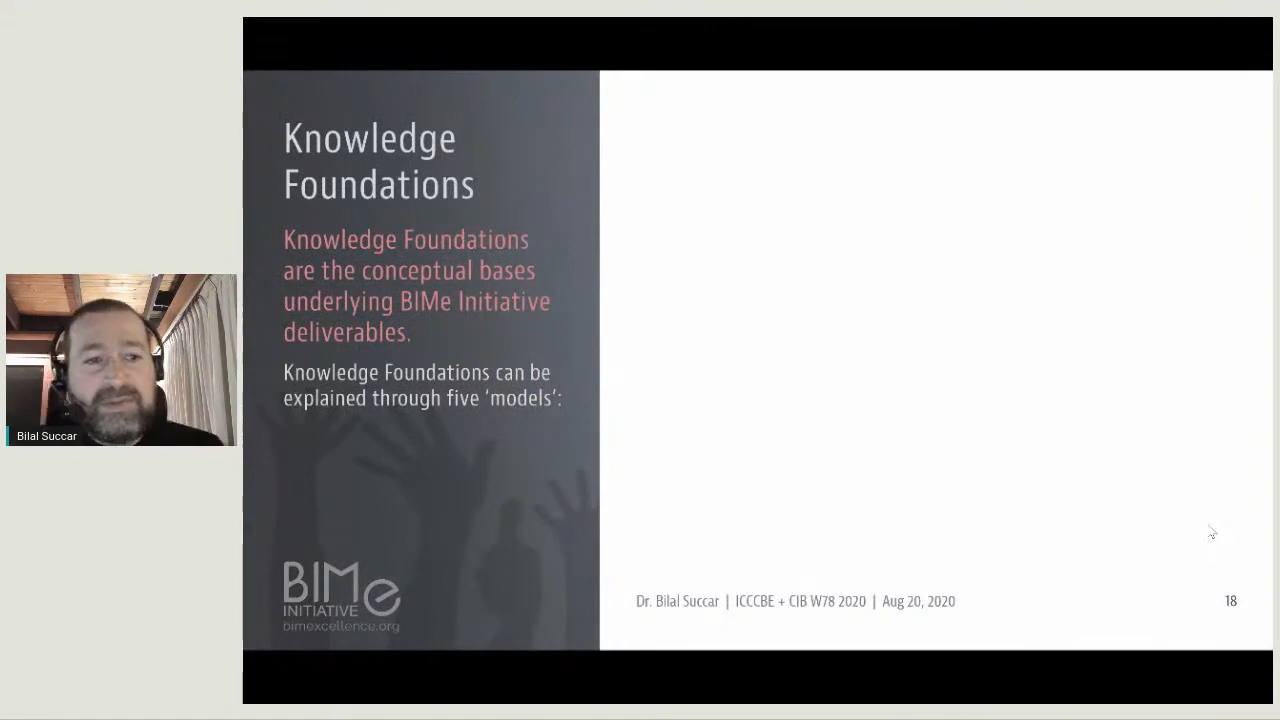 Knowledge
Foundations
Knowledge Foundations
are the conceptual bases
underlying BIMe Initiative
deliverables.
Knowledge Foundations can be
explained through five ‘models’:
Bilal Succar
BIMe
INITIATIVE
bimexcellence.org
Dr. Bilal Succar | ICCCBE + CIB W78 2020 | Aug 20, 2020
18